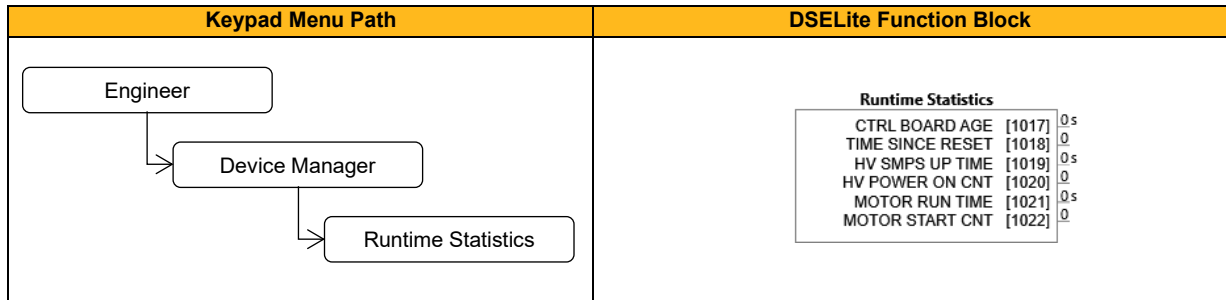 Keypad Menu Path
DSELite Function Block
Engineer
Device Manager
Runtime Statistics
Runtime Statistics
CTRL BOARD AGE [1017] 0 s
TIME SINCE RESET [1018] 0
HV SMPS UP TIME [1019] 0 s
HV POWER ON CNT [1020] 0
MOTOR RUN TIME [1021] 0 s
MOTOR START CNT [1022] 0